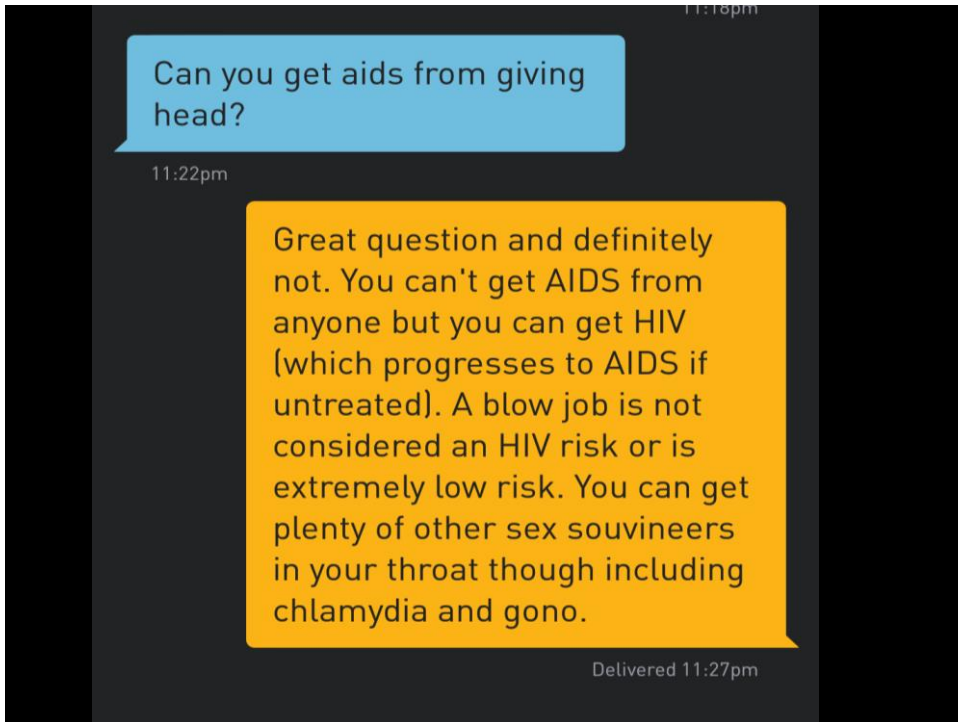 11:18pm
Can you get aids from giving
head?
11:22pm
Great question and definitely
not. You can't get AIDS from
anyone but you can get HIV
(which progresses to AIDS if
untreated). A blow job is not
considered an HIV risk or is
extremely low risk. You can get
plenty of other sex souvineers
in your throat though including
chlamydia and gono.
Delivered 11:27pm